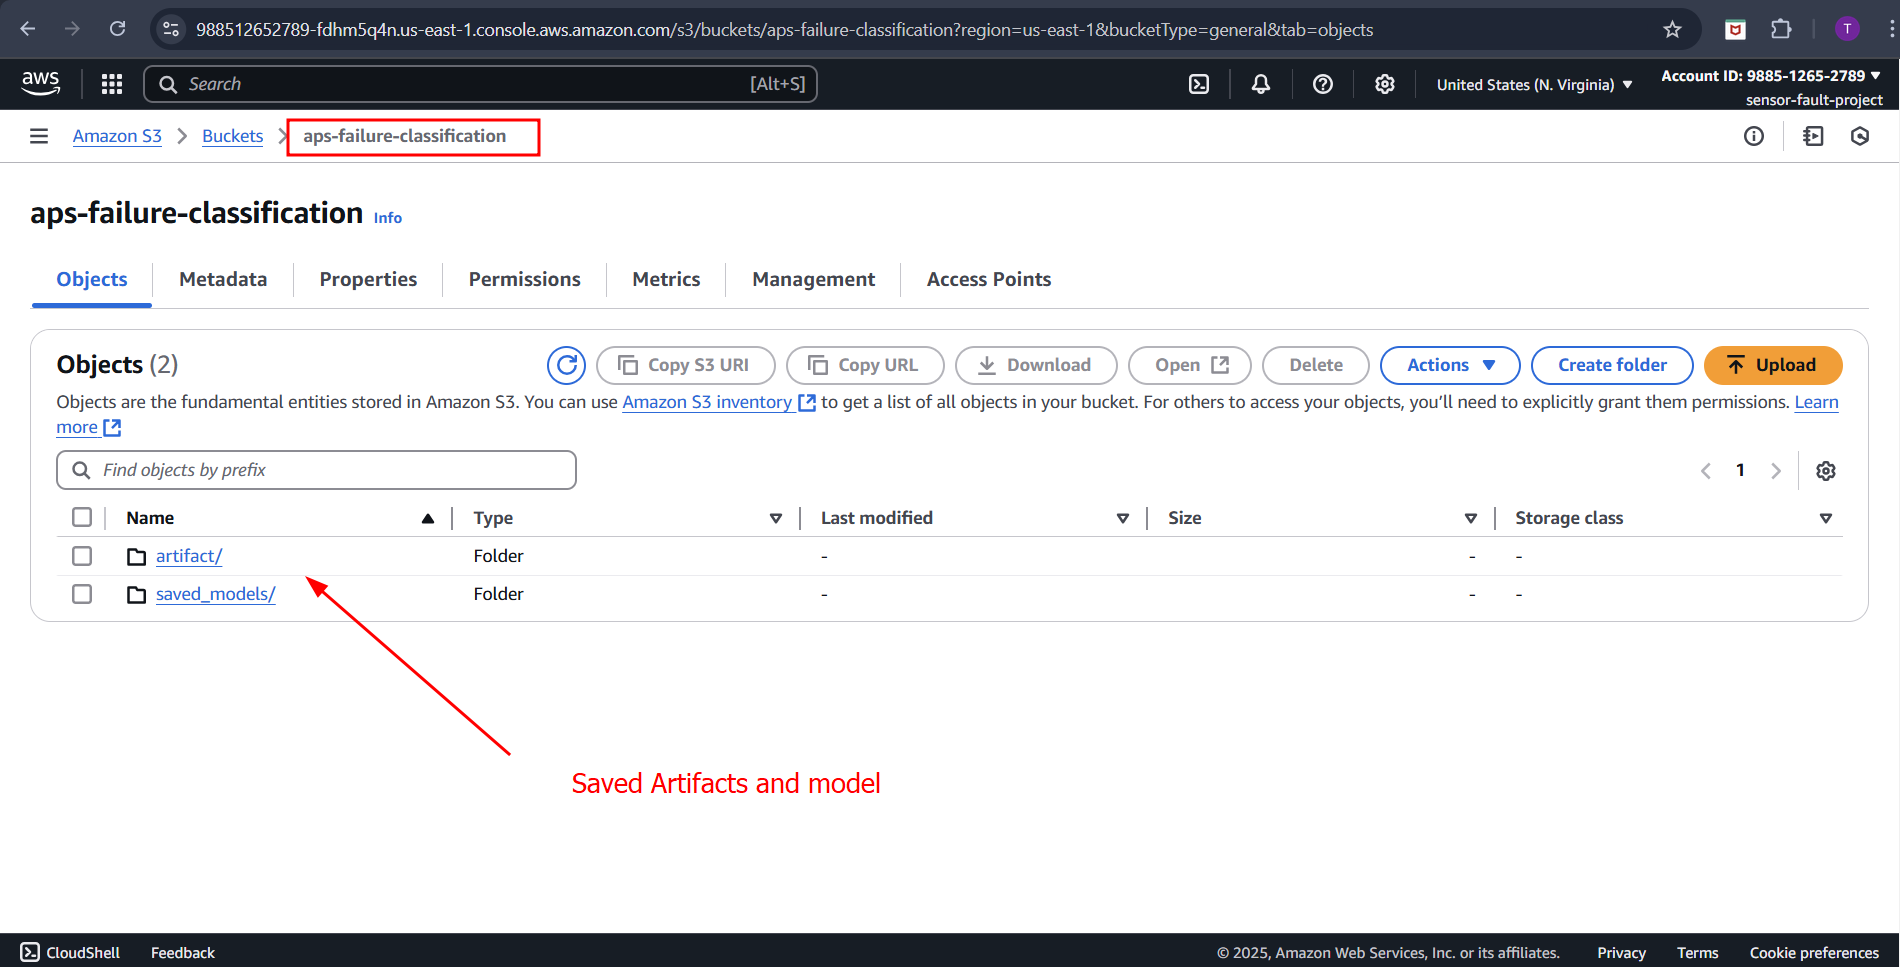 988512652789-fdhm5q4n.us-east-1.console.aws.amazon.com/s3/buckets/aps-failure-classification?region=us-east-1&bucketType=general&tab=objects
T
aws
Search
[Alt+S]
United States (N. Virginia)
Account ID: 9885-1265-2789
sensor-fault-project
Amazon S3
Buckets
aps-failure-classification
aps-failure-classification Info
Objects
Metadata
Properties
Permissions
Metrics
Management
Access Points
Objects (2)
Copy S3 URI
Copy URL
Download
Open
Delete
Actions
Create folder
Upload
Objects are the fundamental entities stored in Amazon S3. You can use Amazon S3 inventory to get a list of all objects in your bucket. For others to access your objects, you’ll need to explicitly grant them permissions. Learn
more
Find objects by prefix
1
Name
Type
Last modified
Size
Storage class
artifact/
Folder
-
-
-
saved_models/
Folder
-
-
-
Saved Artifacts and model
CloudShell
Feedback
© 2025, Amazon Web Services, Inc. or its affiliates.
Privacy
Terms
Cookie preferences